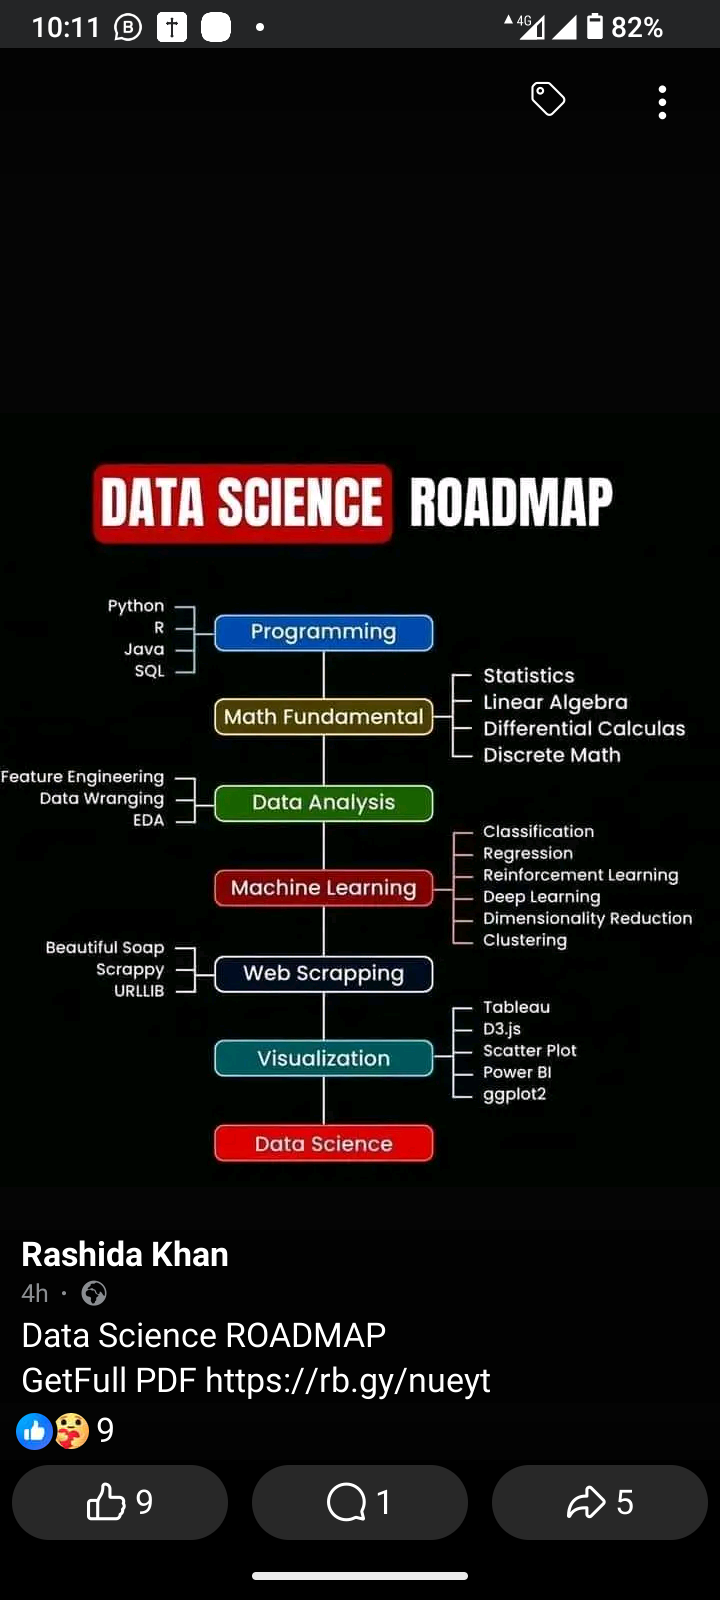 10:11
4G
82%
DATA SCIENCE ROADMAP
Python
R
Java
SQL
Programming
Math Fundamental
Statistics
Linear Algebra
Differential Calculas
Discrete Math
Feature Engineering
Data Wranging
EDA
Data Analysis
Machine Learning
Classification
Regression
Reinforcement Learning
Deep Learning
Dimensionality Reduction
Clustering
Beautiful Soap
Scrappy
URLLIB
Web Scrapping
Visualization
Tableau
D3.js
Scatter Plot
Power BI
ggplot2
Data Science
Rashida Khan
4h ·
Data Science ROADMAP
GetFull PDF https://rb.gy/nueyt
9
9
1
5